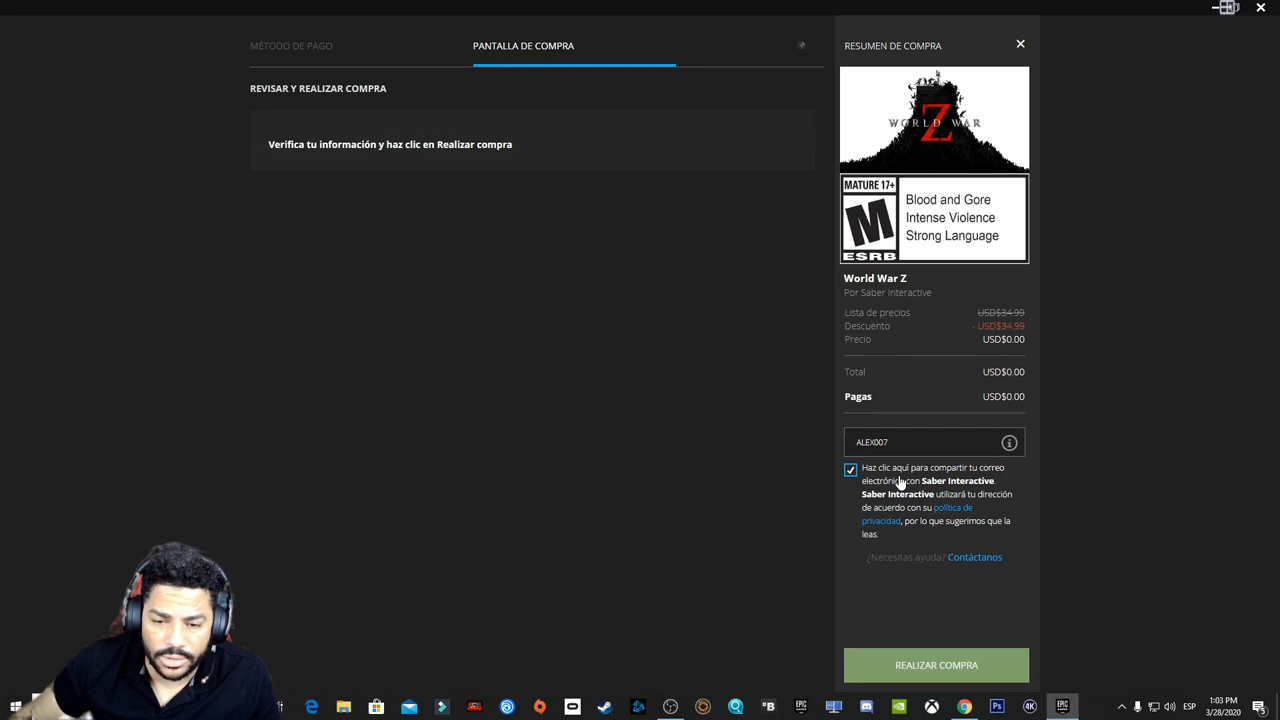 MÉTODO DE PAGO
PANTALLA DE COMPRA
REVISAR Y REALIZAR COMPRA
Verifica tu información y haz clic en Realizar compra
RESUMEN DE COMPRA
WORLD WAR
Z
MATURE 17+
M
ESRB
Blood and Gore
Intense Violence
Strong Language
World War Z
Por Saber Interactive
Lista de precios USD$34.99
Descuento - USD$34.99
Precio USD$0.00
Total USD$0.00
Pagas USD$0.00
ALEX007
Haz clic aquí para compartir tu correo
electrónico con Saber Interactive.
Saber Interactive utilizará tu dirección
de acuerdo con su política de
privacidad, por lo que sugerimos que la
leas.
¿Necesitas ayuda? Contáctanos
REALIZAR COMPRA
ESP
1:03 PM
3/28/2020